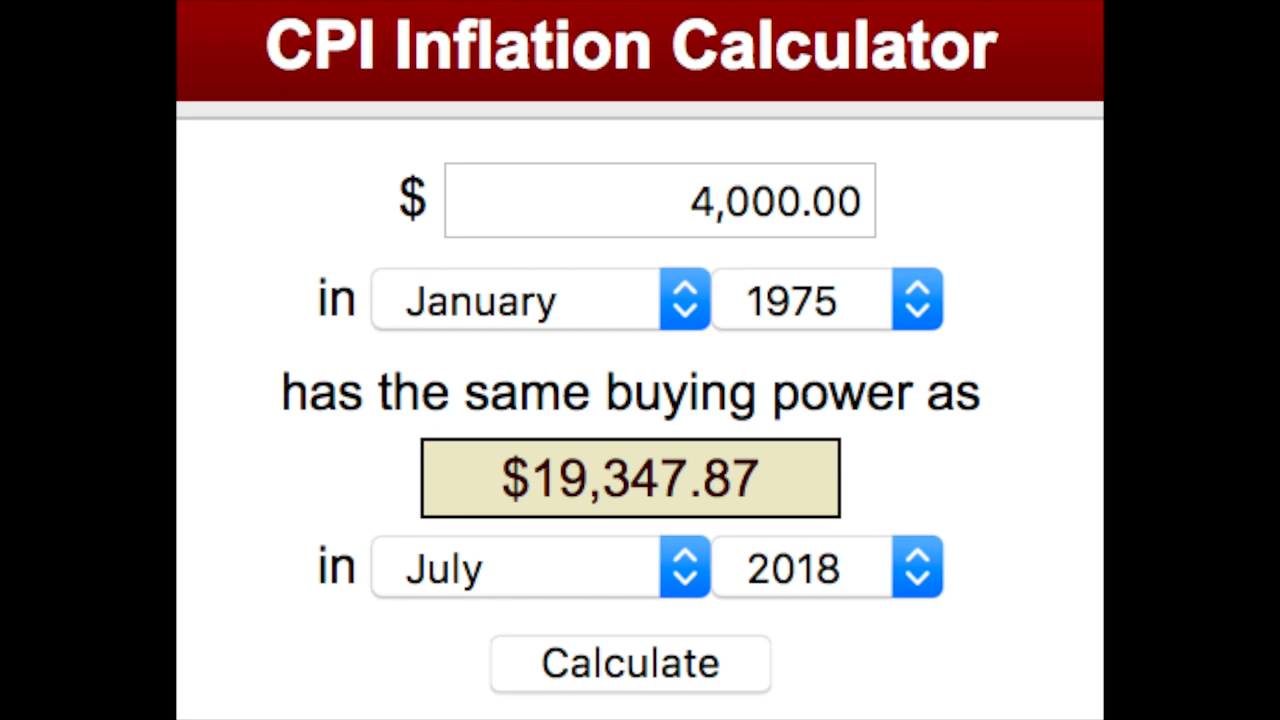 CPI Inflation Calculator
$ 4,000.00
in January 1975
has the same buying power as
$19,347.87
in July 2018
Calculate